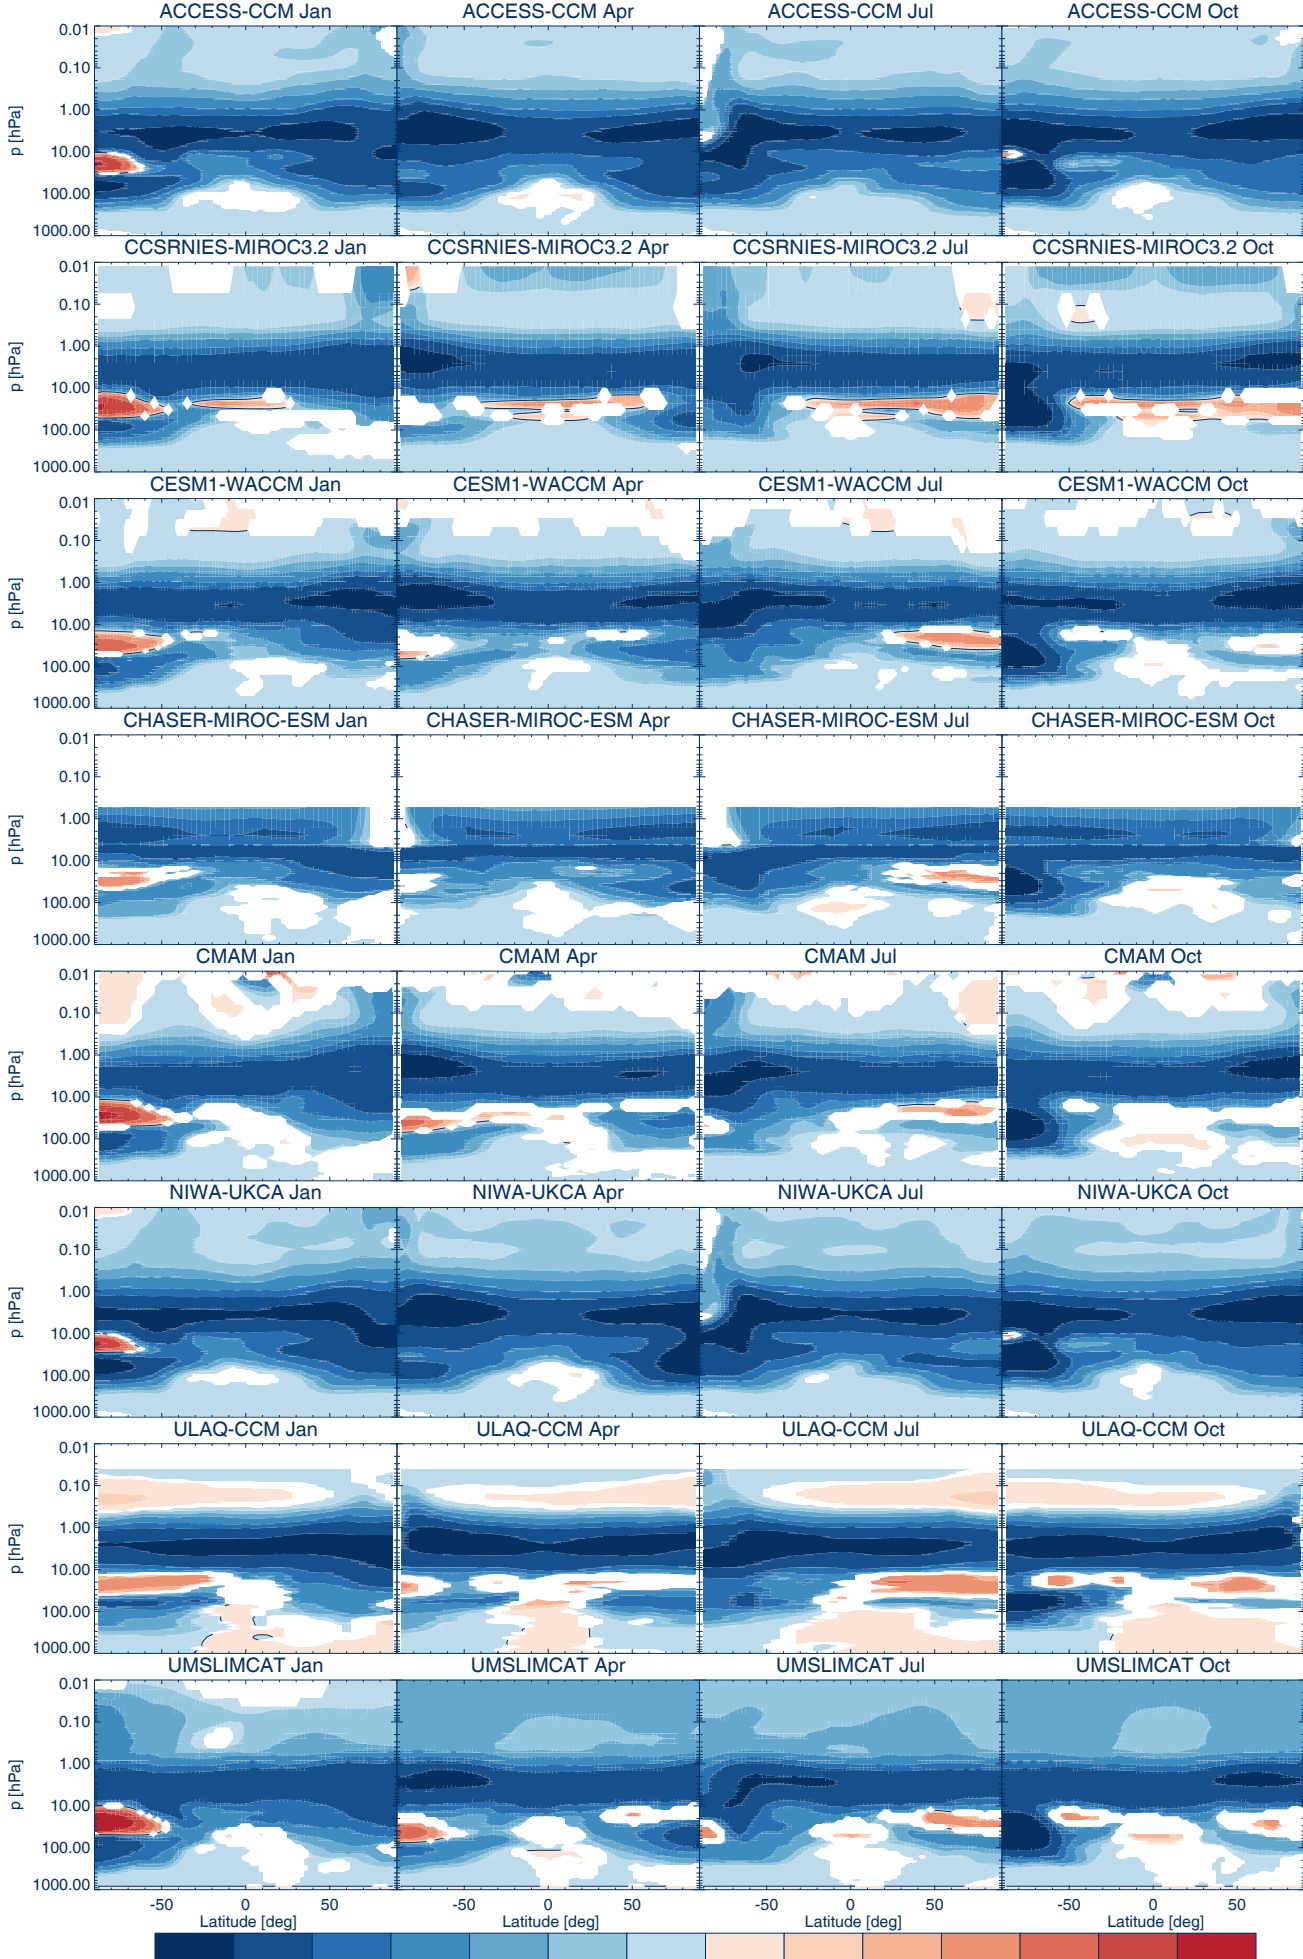 ACCESS-CCM Jan ACCESS-CCM Apr ACCESS-CCM Jul ACCESS-CCM Oct
0.01
0.10
1.00
10.00
100.00
1000.00
p [hPa]
CCSRNIES-MIROC3.2 Jan CCSRNIES-MIROC3.2 Apr CCSRNIES-MIROC3.2 Jul CCSRNIES-MIROC3.2 Oct
0.01
0.10
1.00
10.00
100.00
1000.00
p [hPa]
CESM1-WACCM Jan CESM1-WACCM Apr CESM1-WACCM Jul CESM1-WACCM Oct
0.01
0.10
1.00
10.00
100.00
1000.00
p [hPa]
CHASER-MIROC-ESM Jan CHASER-MIROC-ESM Apr CHASER-MIROC-ESM Jul CHASER-MIROC-ESM Oct
0.01
0.10
1.00
10.00
100.00
1000.00
p [hPa]
CMAM Jan CMAM Apr CMAM Jul CMAM Oct
0.01
0.10
1.00
10.00
100.00
1000.00
p [hPa]
NIWA-UKCA Jan NIWA-UKCA Apr NIWA-UKCA Jul NIWA-UKCA Oct
0.01
0.10
1.00
10.00
100.00
1000.00
p [hPa]
ULAQ-CCM Jan ULAQ-CCM Apr ULAQ-CCM Jul ULAQ-CCM Oct
0.01
0.10
1.00
10.00
100.00
1000.00
p [hPa]
UMSLIMCAT Jan UMSLIMCAT Apr UMSLIMCAT Jul UMSLIMCAT Oct
0.01
0.10
1.00
10.00
100.00
1000.00
p [hPa]
-50 0 50 -50 0 50 -50 0 50 -50 0 50
Latitude [deg] Latitude [deg] Latitude [deg] Latitude [deg]